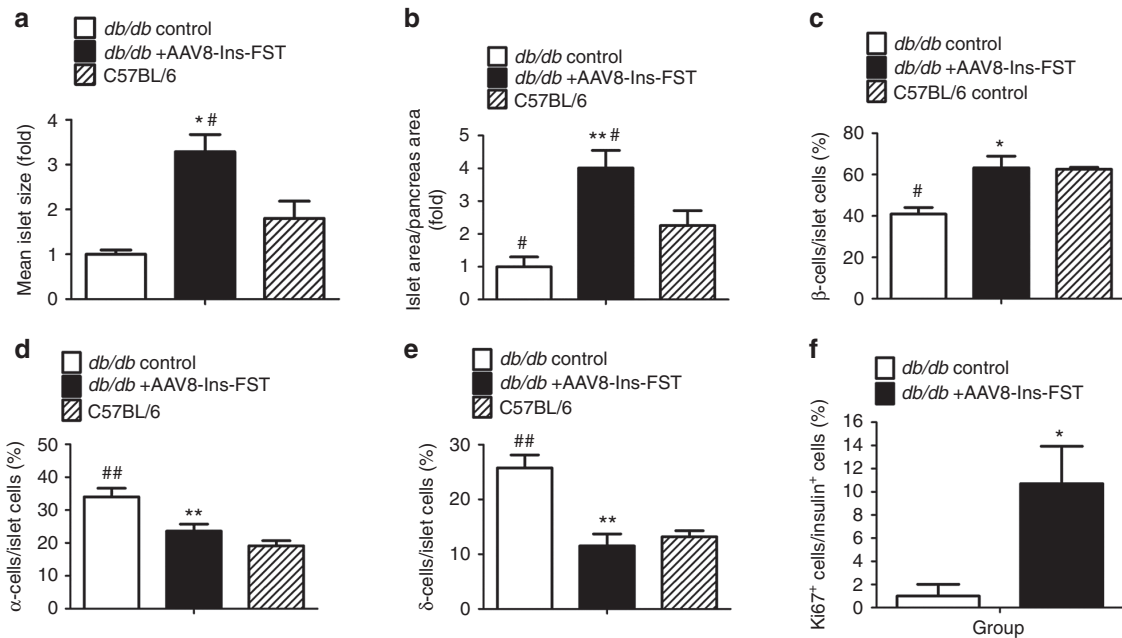 a
db/db control
db/db +AAV8-Ins-FST
C57BL/6
Mean islet size (fold)
4
3
2
1
0
* #
b
db/db control
db/db +AAV8-Ins-FST
C57BL/6
Islet area/pancreas area
(fold)
5
4
3
2
1
0
#
** #
c
db/db control
db/db +AAV8-Ins-FST
C57BL/6 control
β-cells/islet cells (%)
80
60
40
20
0
#
*
d
db/db control
db/db +AAV8-Ins-FST
C57BL/6
α-cells/islet cells (%)
50
40
30
20
10
0
##
**
e
db/db control
db/db +AAV8-Ins-FST
C57BL/6
δ-cells/islet cells (%)
30
20
10
0
##
**
f
db/db control
db/db +AAV8-Ins-FST
Ki67⁺ cells/insulin⁺ cells (%)
16
14
12
10
8
6
4
2
0
*
Group